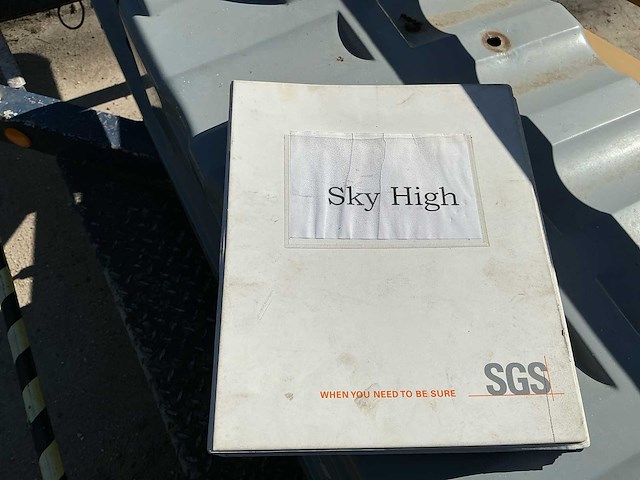 Sky High
WHEN YOU NEED TO BE SURE
SGS